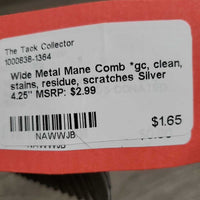 The Tack Collector
1000838-1364
Wide Metal Mane Comb *gc, clean,
stains, residue, scratches Silver
4.25" MSRP: $2.99
$1.65
NAWWJB